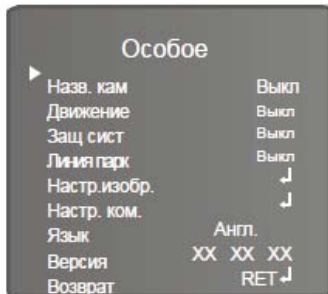 Особое
Назв. кам Выкл
Движение Выкл
Защ сист Выкл
Линия парк Выкл
Настр.изобр. ↲
Настр. ком. ↲
Язык Англ.
Версия XX XX XX
Возврат RET↲